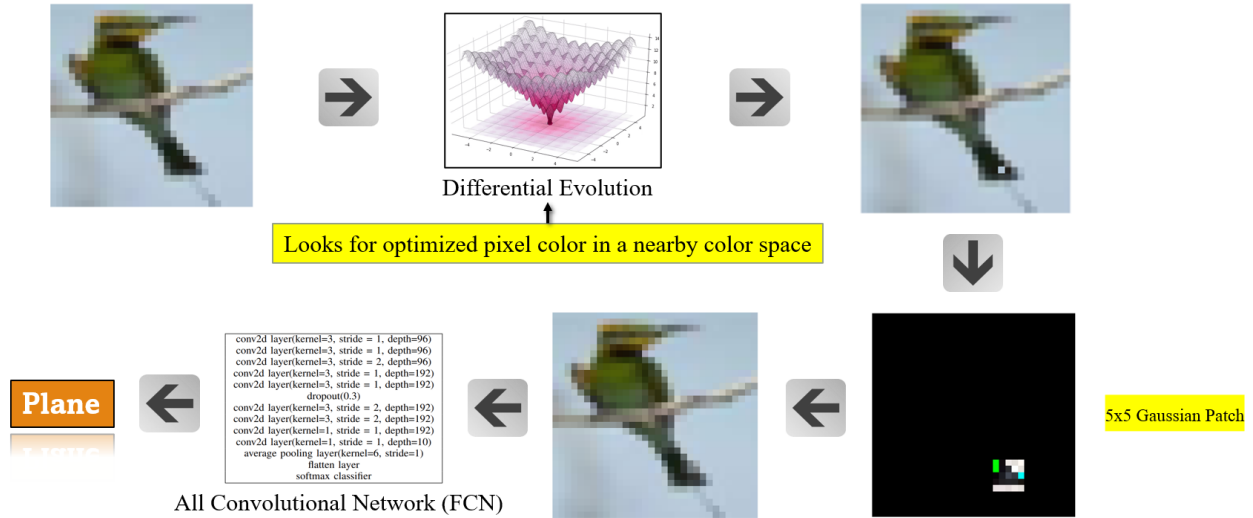 Differential Evolution
Looks for optimized pixel color in a nearby color space
5x5 Gaussian Patch
conv2d layer(kernel=3, stride = 1, depth=96)
conv2d layer(kernel=3, stride = 1, depth=96)
conv2d layer(kernel=3, stride = 2, depth=96)
conv2d layer(kernel=3, stride = 1, depth=192)
conv2d layer(kernel=3, stride = 1, depth=192)
dropout(0.3)
conv2d layer(kernel=3, stride = 2, depth=192)
conv2d layer(kernel=3, stride = 2, depth=192)
conv2d layer(kernel=1, stride = 1, depth=192)
conv2d layer(kernel=1, stride = 1, depth=10)
average pooling layer(kernel=6, stride=1)
flatten layer
softmax classifier
All Convolutional Network (FCN)
Plane